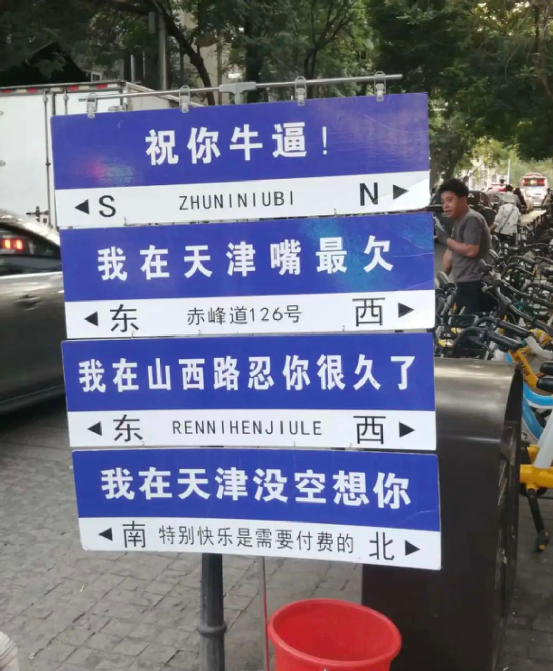 祝你牛逼!
◀S ZHUNINIUBI N▶
我在天津嘴最欠
◀东 赤峰道126号 西▶
我在山西路忍你很久了
◀东 RENNIHENJIULE 西▶
我在天津没空想你
◀南 特别快乐是需要付费的 北▶